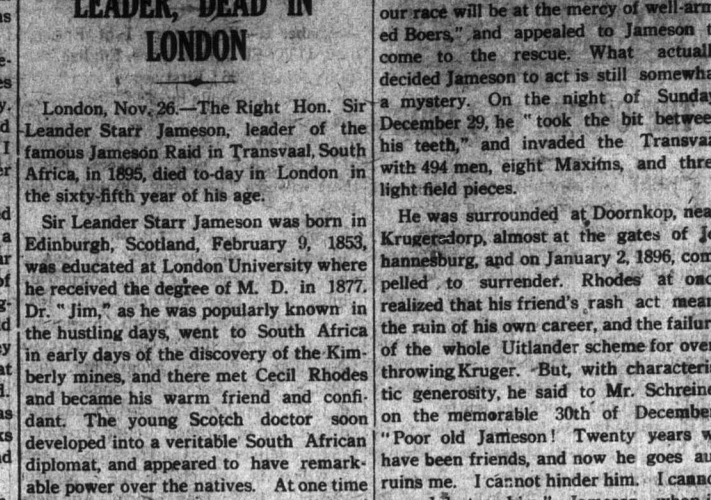 LEADER, DEAD IN
LONDON
London, Nov. 26.—The Right Hon. Sir
Leander Starr Jameson, leader of the
famous Jameson Raid in Transvaal, South
Africa, in 1895, died to-day in London in
the sixty-fifth year of his age.
Sir Leander Starr Jameson was born in
Edinburgh, Scotland, February 9, 1853,
was educated at London University where
he received the degree of M. D. in 1877.
Dr. "Jim," as he was popularly known in
the hustling days, went to South Africa
in early days of the discovery of the Kim-
berly mines, and there met Cecil Rhodes
and became his warm friend and confi-
dant. The young Scotch doctor soon
developed into a veritable South African
diplomat, and appeared to have remark-
able power over the natives. At one time
our race will be at the mercy of well-arm
ed Boers," and appealed to Jameson t
come to the rescue. What actuall
decided Jameson to act is still somewha
a mystery. On the night of Sunda
December 29, he "took the bit betwee
his teeth," and invaded the Transvaa
with 494 men, eight Maxims, and thre
light field pieces.
He was surrounded at Doornkop, nea
Krugersdorp, almost at the gates of Jo
hannesburg, and on January 2, 1896, com
pelled to surrender. Rhodes at onc
realized that his friend's rash act mean
the ruin of his own career, and the failur
of the whole Uitlander scheme for over
throwing Kruger. But, with characteri
tic generosity, he said to Mr. Schreine
on the memorable 30th of December
"Poor old Jameson! Twenty years w
have been friends, and now he goes an
ruins me. I cannot hinder him. I canno